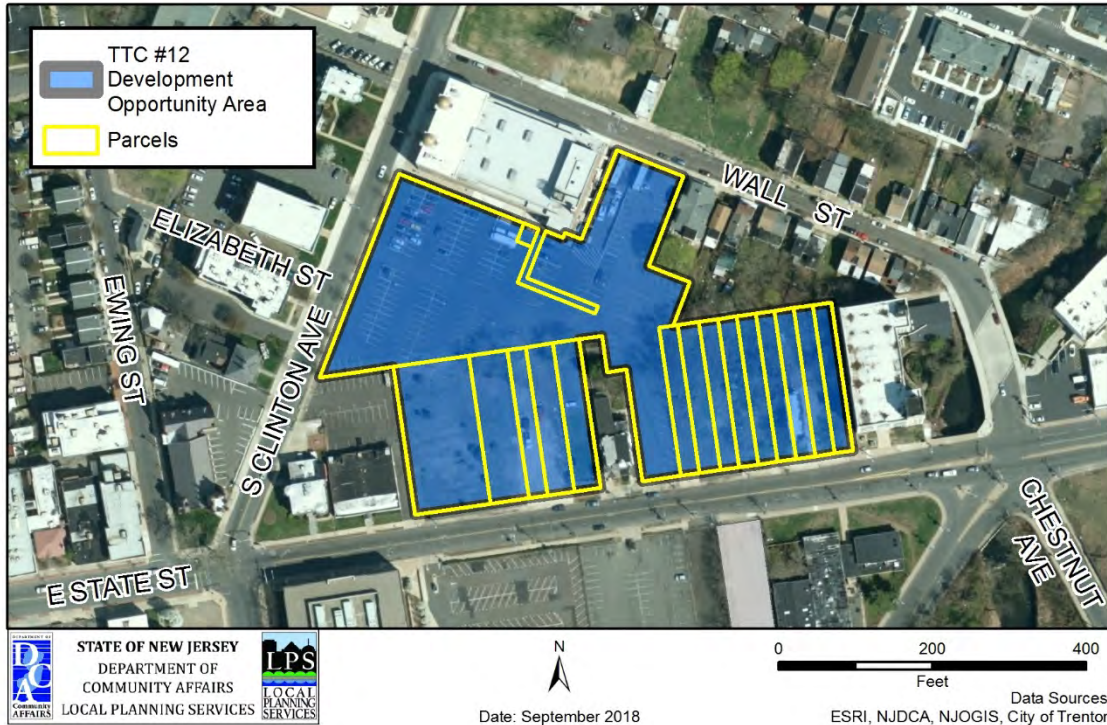 TTC #12
Development
Opportunity Area
Parcels
WALL ST
ELIZABETH ST
EWING ST
S CLINTON AVE
CHESTNUT
AVE
E STATE ST
DEPARTMENT OF
DCA
Community
AFFAIRS
STATE OF NEW JERSEY
DEPARTMENT OF
COMMUNITY AFFAIRS
LOCAL PLANNING SERVICES
LPS
LOCAL
PLANNING
SERVICES
N
Date: September 2018
0 200 400
Feet
Data Sources
ESRI, NJDCA, NJOGIS, City of Trenton